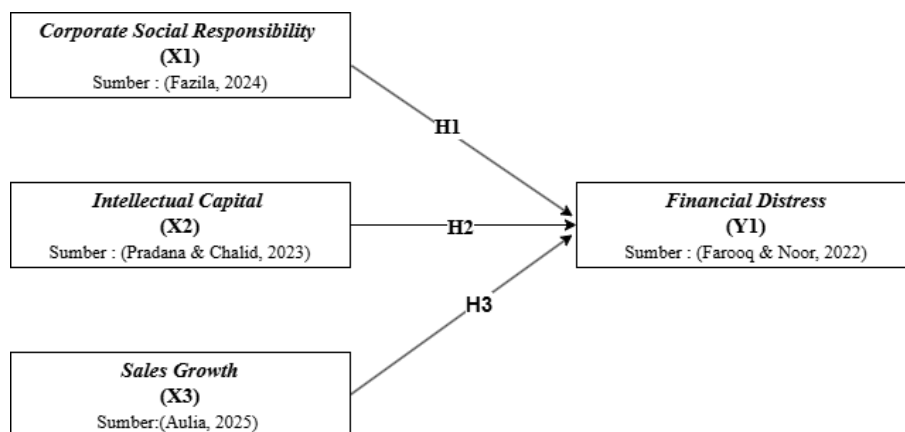 Corporate Social Responsibility
(X1)
Sumber : (Fazila, 2024)
H1
Intellectual Capital
(X2)
Sumber : (Pradana & Chalid, 2023)
H2
Financial Distress
(Y1)
Sumber : (Farooq & Noor, 2022)
H3
Sales Growth
(X3)
Sumber:(Aulia, 2025)